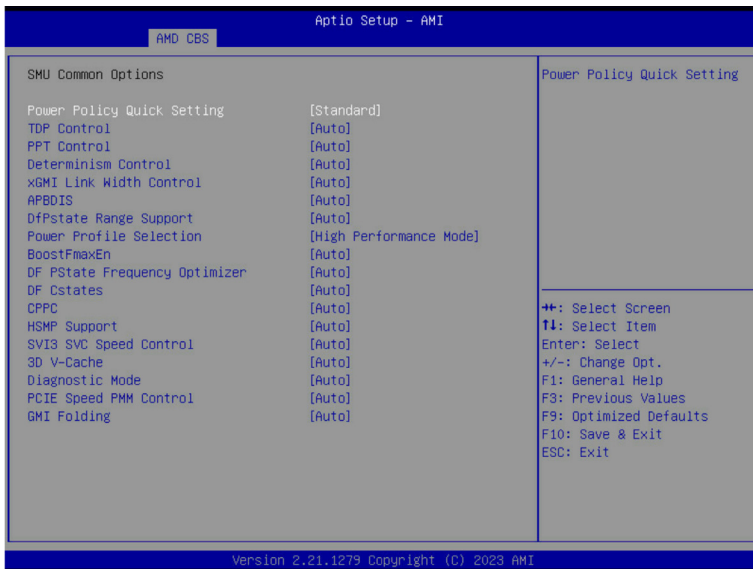 Aptio Setup – AMI
AMD CBS
SMU Common Options
Power Policy Quick Setting [Standard]
TDP Control [Auto]
PPT Control [Auto]
Determinism Control [Auto]
xGMI Link Width Control [Auto]
APBDIS [Auto]
DfPstate Range Support [Auto]
Power Profile Selection [High Performance Mode]
BoostFmaxEn [Auto]
DF PState Frequency Optimizer [Auto]
DF Cstates [Auto]
CPPC [Auto]
HSMP Support [Auto]
SVI3 SVC Speed Control [Auto]
3D V-Cache [Auto]
Diagnostic Mode [Auto]
PCIE Speed PMM Control [Auto]
GMI Folding [Auto]
Power Policy Quick Setting
→←: Select Screen
↑↓: Select Item
Enter: Select
+/-: Change Opt.
F1: General Help
F3: Previous Values
F9: Optimized Defaults
F10: Save & Exit
ESC: Exit
Version 2.21.1279 Copyright (C) 2023 AMI